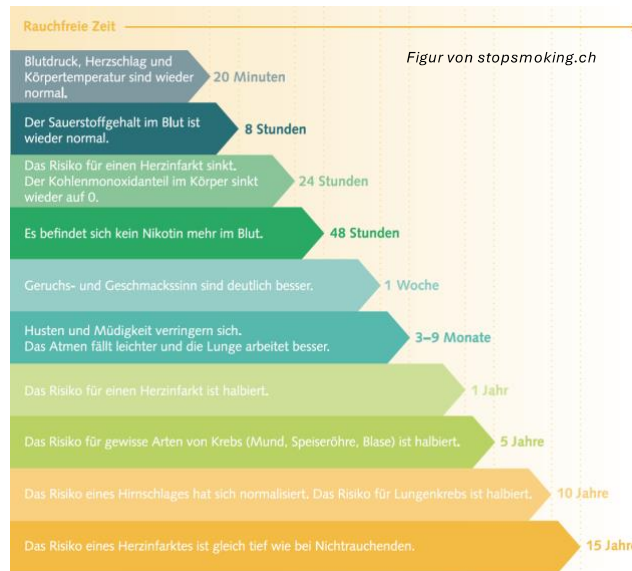 Rauchfreie Zeit
Figur von stopsmoking.ch
Blutdruck, Herzschlag und
Körpertemperatur sind wieder
normal.
20 Minuten
Der Sauerstoffgehalt im Blut ist
wieder normal.
8 Stunden
Das Risiko für einen Herzinfarkt sinkt.
Der Kohlenmonoxidanteil im Körper sinkt
wieder auf 0.
24 Stunden
Es befindet sich kein Nikotin mehr im Blut.
48 Stunden
Geruchs- und Geschmackssinn sind deutlich besser.
1 Woche
Husten und Müdigkeit verringern sich.
Das Atmen fällt leichter und die Lunge arbeitet besser.
3–9 Monate
Das Risiko für einen Herzinfarkt ist halbiert.
1 Jahr
Das Risiko für gewisse Arten von Krebs (Mund, Speiseröhre, Blase) ist halbiert.
5 Jahre
Das Risiko eines Hirnschlages hat sich normalisiert. Das Risiko für Lungenkrebs ist halbiert.
10 Jahre
Das Risiko eines Herzinfarktes ist gleich tief wie bei Nichtrauchenden.
15 Jahre